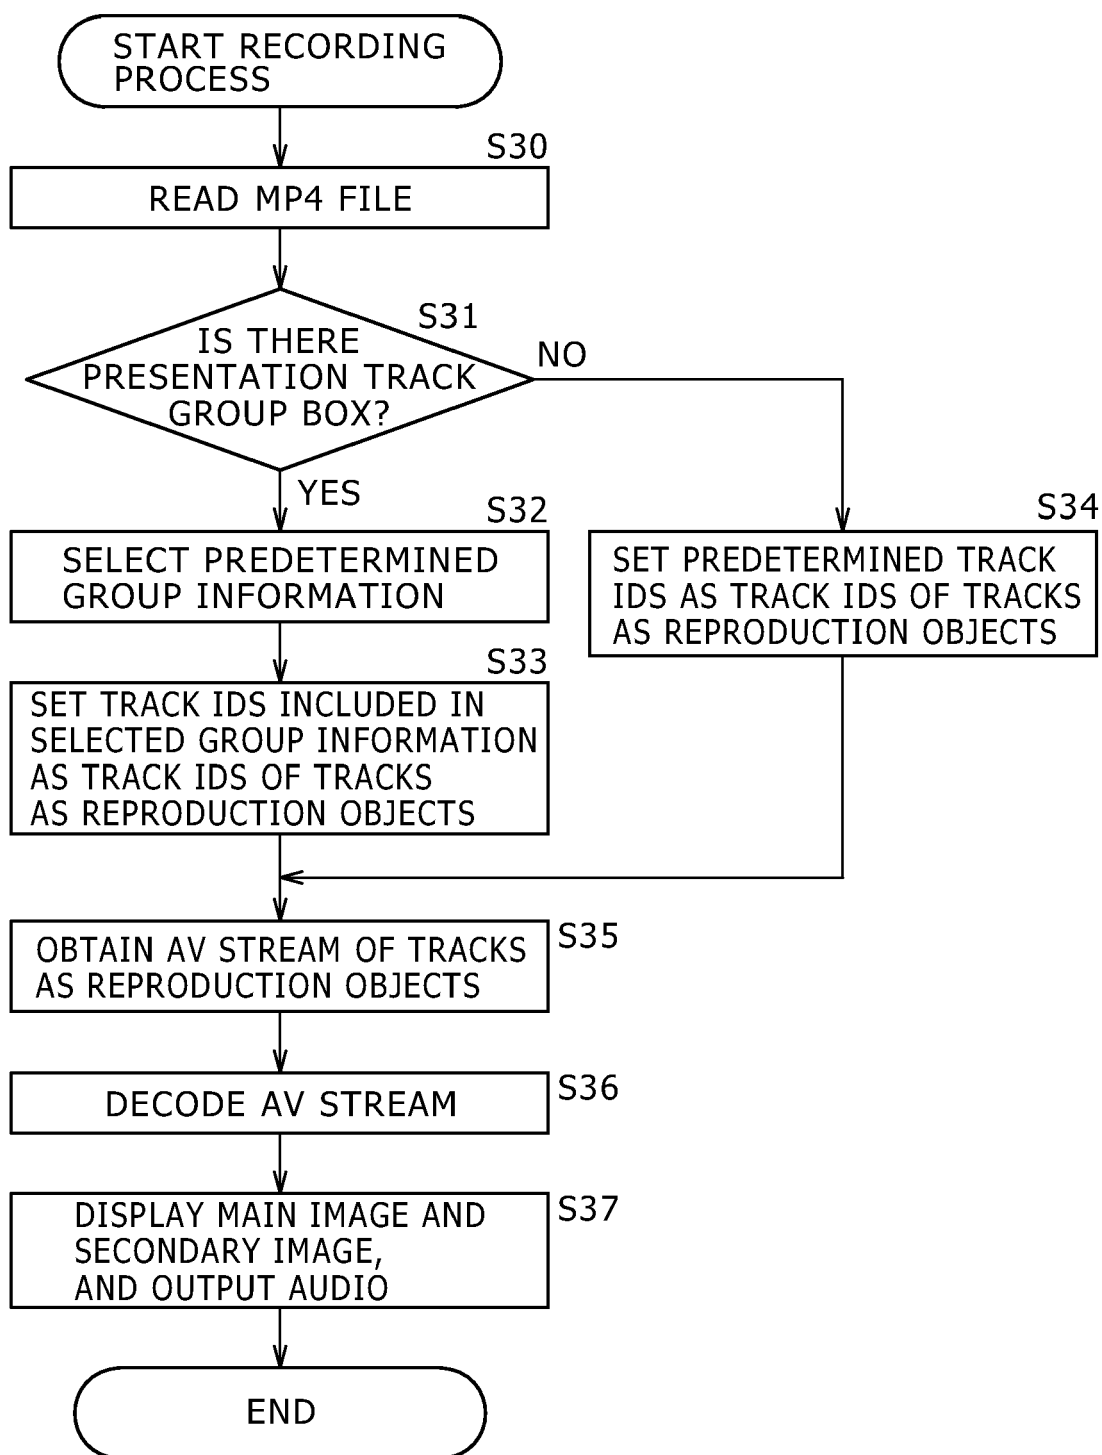 START RECORDING
PROCESS
S30
READ MP4 FILE
S31
IS THERE
PRESENTATION TRACK
GROUP BOX?
NO
YES
S32
SELECT PREDETERMINED
GROUP INFORMATION
S34
SET PREDETERMINED TRACK
IDS AS TRACK IDS OF TRACKS
AS REPRODUCTION OBJECTS
S33
SET TRACK IDS INCLUDED IN
SELECTED GROUP INFORMATION
AS TRACK IDS OF TRACKS
AS REPRODUCTION OBJECTS
S35
OBTAIN AV STREAM OF TRACKS
AS REPRODUCTION OBJECTS
S36
DECODE AV STREAM
S37
DISPLAY MAIN IMAGE AND
SECONDARY IMAGE,
AND OUTPUT AUDIO
END